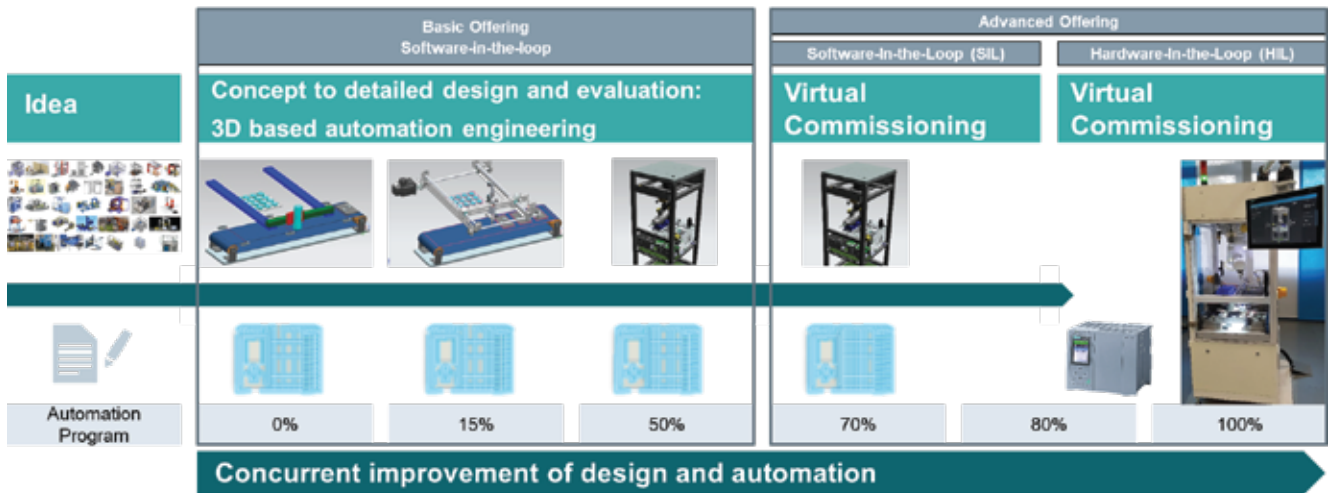 Basic Offering
Software-in-the-loop
Advanced Offering
Software-In-the-Loop (SIL)
Hardware-In-the-Loop (HIL)
Idea
Concept to detailed design and evaluation:
3D based automation engineering
Virtual
Commissioning
Virtual
Commissioning
Automation
Program
0%
15%
50%
70%
80%
100%
Concurrent improvement of design and automation